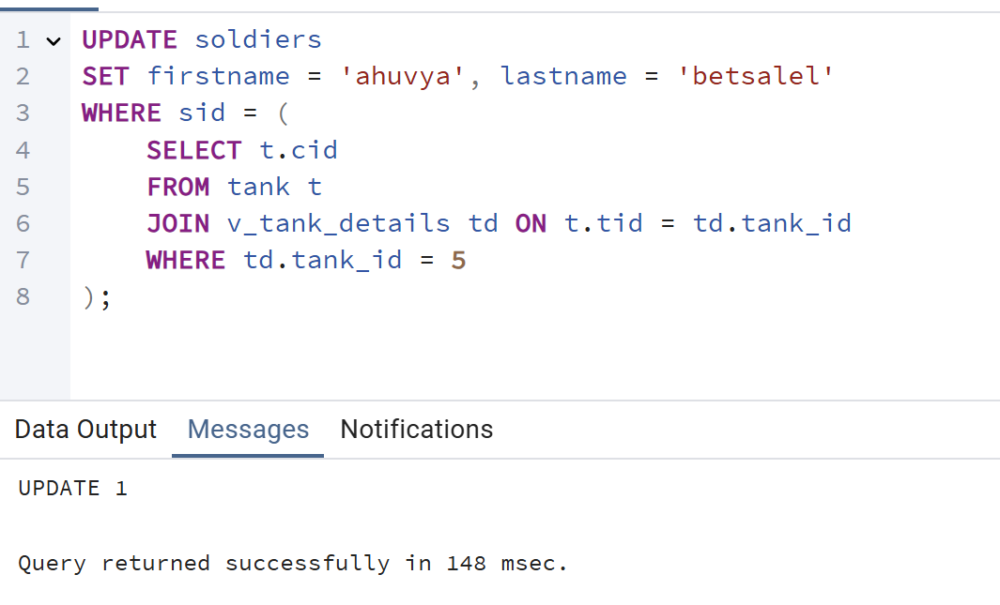 1 UPDATE soldiers
2 SET firstname = 'ahuvya', lastname = 'betsalel'
3 WHERE sid = (
4     SELECT t.cid
5     FROM tank t
6     JOIN v_tank_details td ON t.tid = td.tank_id
7     WHERE td.tank_id = 5
8 );
Data Output Messages Notifications
UPDATE 1
Query returned successfully in 148 msec.